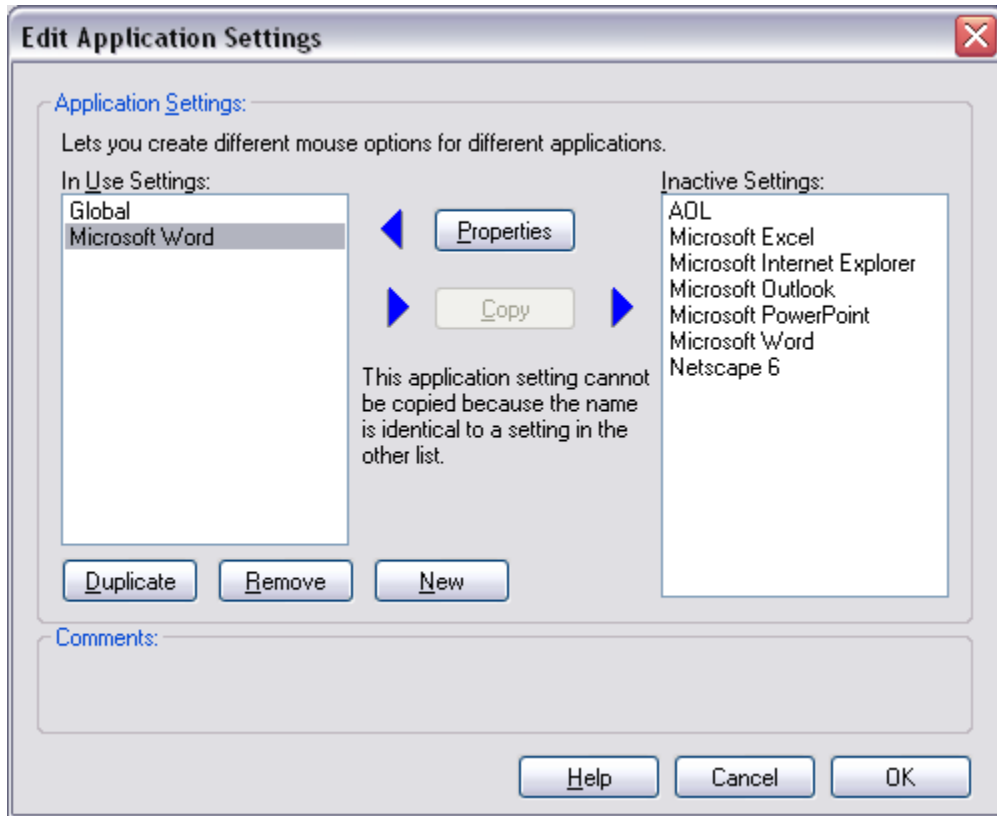 Edit Application Settings
Application Settings:
Lets you create different mouse options for different applications.
In Use Settings:
Inactive Settings:
Global
Microsoft Word
Properties
Copy
This application setting cannot
be copied because the name
is identical to a setting in the
other list.
AOL
Microsoft Excel
Microsoft Internet Explorer
Microsoft Outlook
Microsoft PowerPoint
Microsoft Word
Netscape 6
Duplicate
Remove
New
Comments:
Help
Cancel
OK